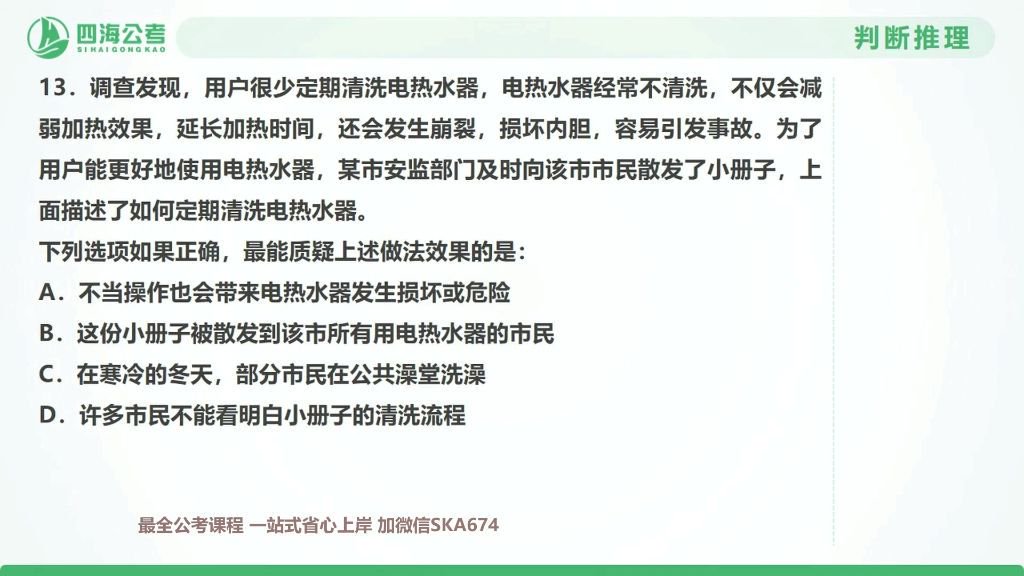 四海公考
SIHAIGONGKAO
判断推理
13．调查发现，用户很少定期清洗电热水器，电热水器经常不清洗，不仅会减
弱加热效果，延长加热时间，还会发生崩裂，损坏内胆，容易引发事故。为了
用户能更好地使用电热水器，某市安监部门及时向该市市民散发了小册子，上
面描述了如何定期清洗电热水器。
下列选项如果正确，最能质疑上述做法效果的是：
A．不当操作也会带来电热水器发生损坏或危险
B．这份小册子被散发到该市所有用电热水器的市民
C．在寒冷的冬天，部分市民在公共澡堂洗澡
D．许多市民不能看明白小册子的清洗流程
最全公考课程 一站式省心上岸 加微信SKA674